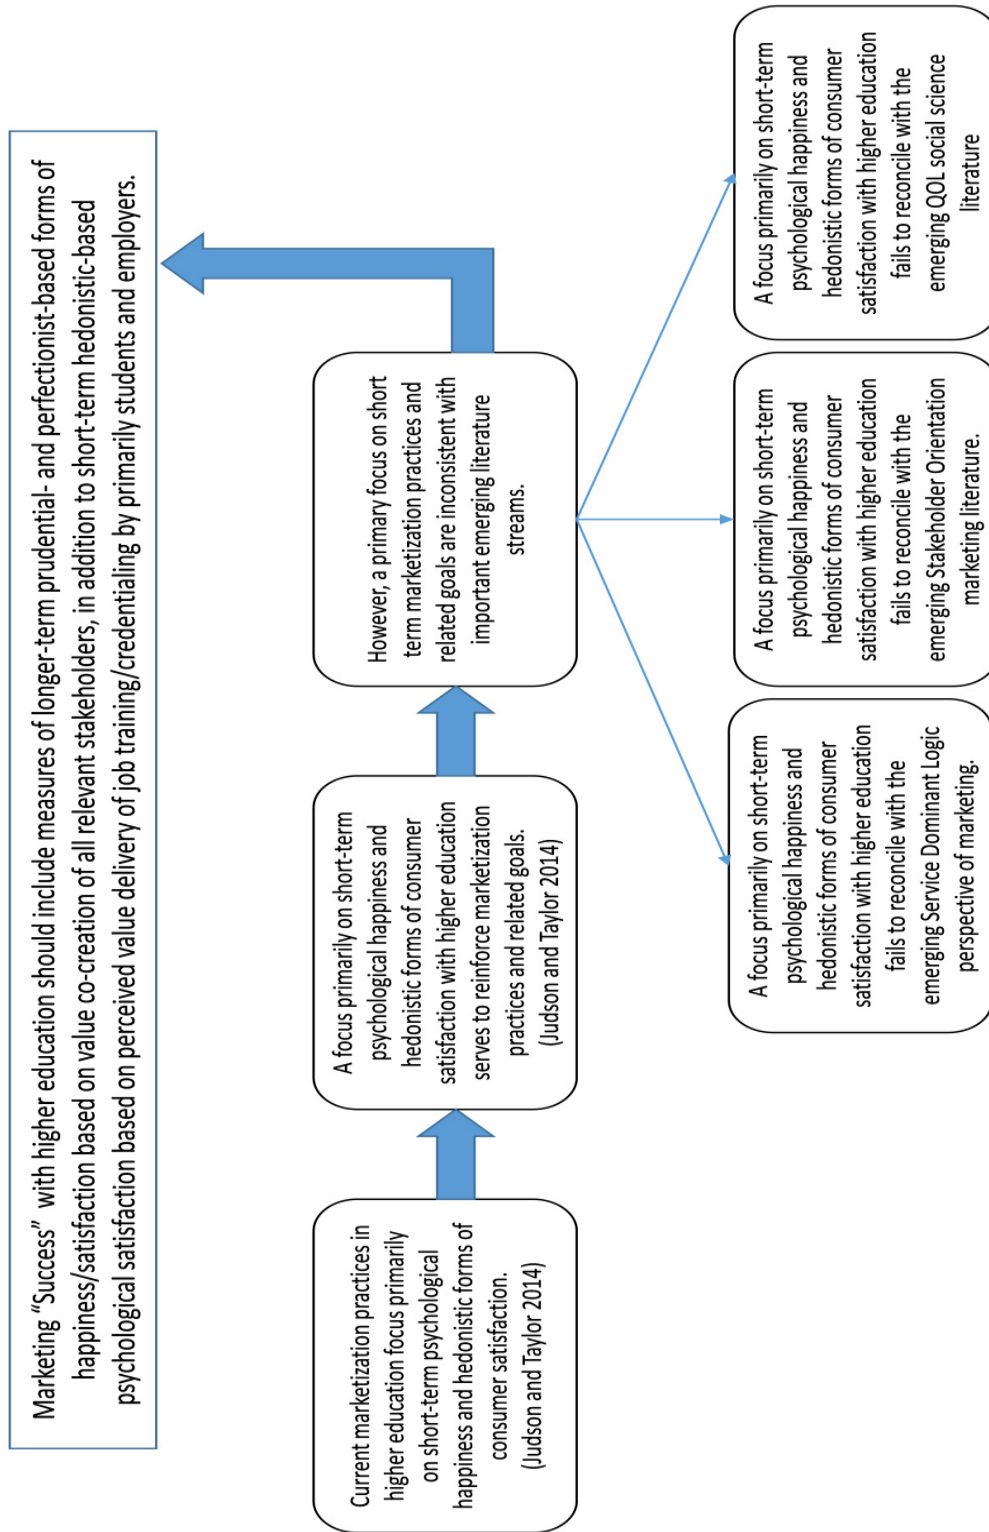 Marketing “Success” with higher education should include measures of longer-term prudential- and perfectionist-based forms of
happiness/satisfaction based on value co-creation of all relevant stakeholders, in addition to short-term hedonistic-based
psychological satisfaction based on perceived value delivery of job training/credentialing by primarily students and employers.
Current marketization practices in
higher education focus primarily
on short-term psychological
happiness and hedonistic forms of
consumer satisfaction.
(Judson and Taylor 2014)
A focus primarily on short-term
psychological happiness and
hedonistic forms of consumer
satisfaction with higher education
serves to reinforce marketization
practices and related goals.
(Judson and Taylor 2014)
However, a primary focus on short
term marketization practices and
related goals are inconsistent with
important emerging literature
streams.
A focus primarily on short-term
psychological happiness and
hedonistic forms of consumer
satisfaction with higher education
fails to reconcile with the
emerging Service Dominant Logic
perspective of marketing.
A focus primarily on short-term
psychological happiness and
hedonistic forms of consumer
satisfaction with higher education
fails to reconcile with the
emerging Stakeholder Orientation
marketing literature.
A focus primarily on short-term
psychological happiness and
hedonistic forms of consumer
satisfaction with higher education
fails to reconcile with the
emerging QOL social science
literature